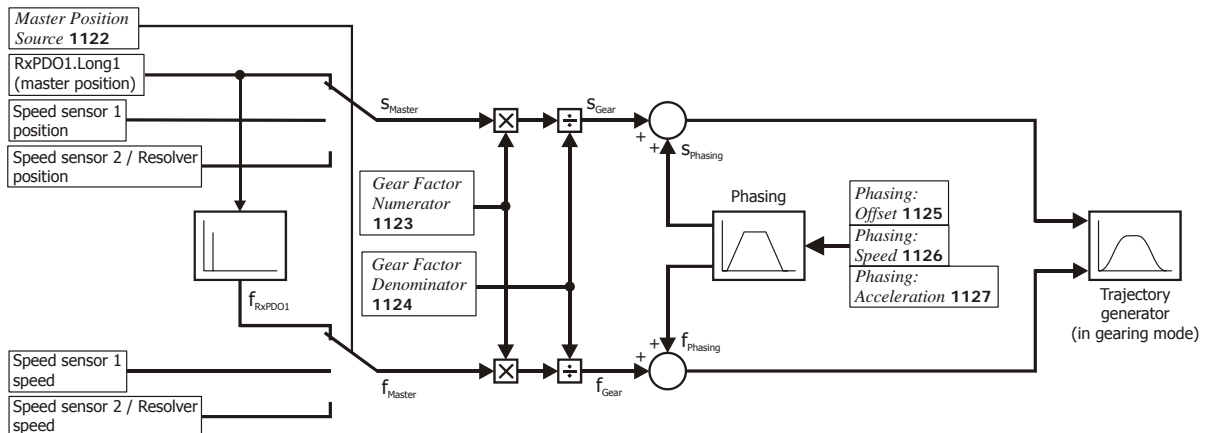 Master Position
Source 1122
RxPDO1.Long1
(master position)
Speed sensor 1
position
Speed sensor 2 / Resolver
position
sMaster
sGear
+
+
sPhasing
Gear Factor
Numerator
1123
Phasing
Phasing:
Offset 1125
Phasing:
Speed 1126
Phasing:
Acceleration 1127
Gear Factor
Denominator
1124
Trajectory
generator
(in gearing mode)
fRxPDO1
fPhasing
+
+
Speed sensor 1
speed
fMaster
fGear
Speed sensor 2 / Resolver
speed